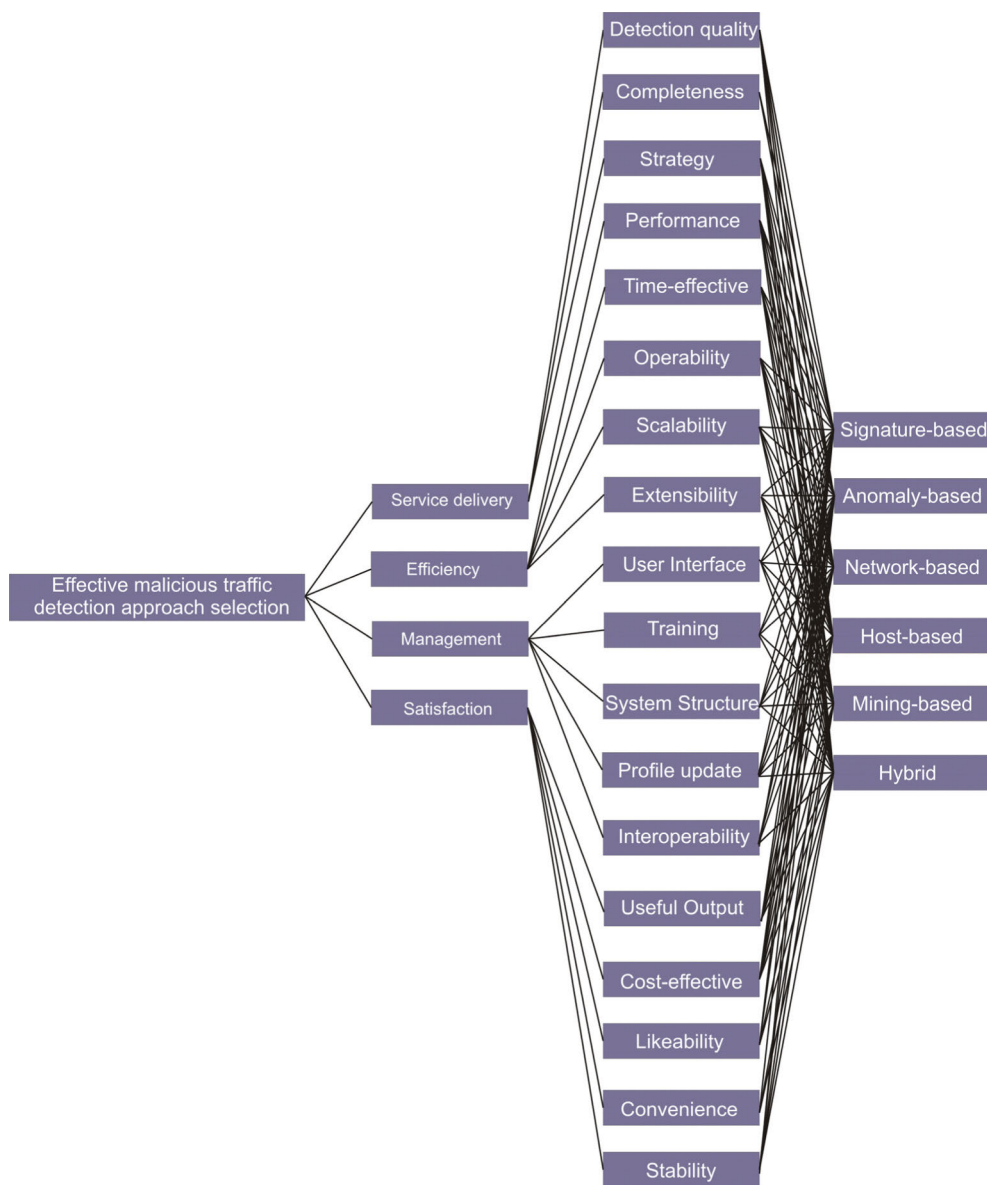 Effective malicious traffic
detection approach selection
Service delivery
Efficiency
Management
Satisfaction
Detection quality
Completeness
Strategy
Performance
Time-effective
Operability
Scalability
Extensibility
User Interface
Training
System Structure
Profile update
Interoperability
Useful Output
Cost-effective
Likeability
Convenience
Stability
Signature-based
Anomaly-based
Network-based
Host-based
Mining-based
Hybrid